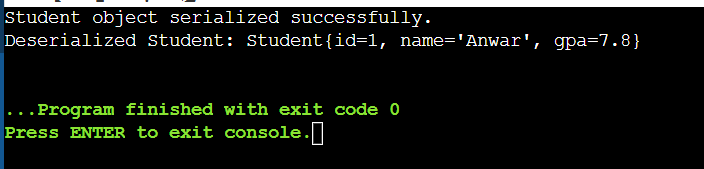 Student object serialized successfully.
Deserialized Student: Student{id=1, name='Anwar', gpa=7.8}
...Program finished with exit code 0
Press ENTER to exit console.